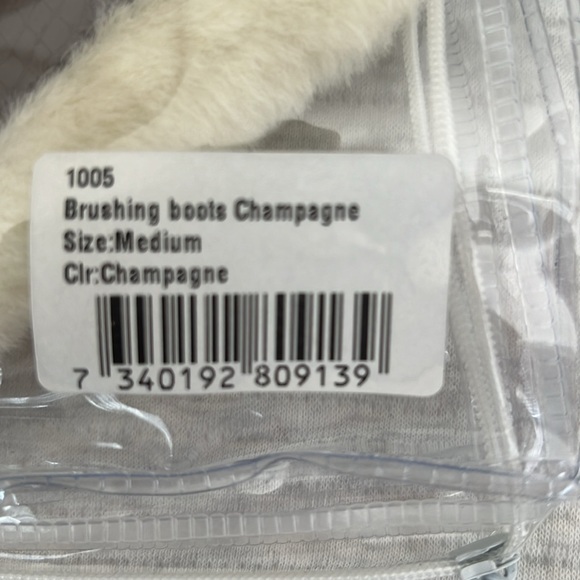 1005
Brushing boots Champagne
Size:Medium
Clr:Champagne
7 340192 809139